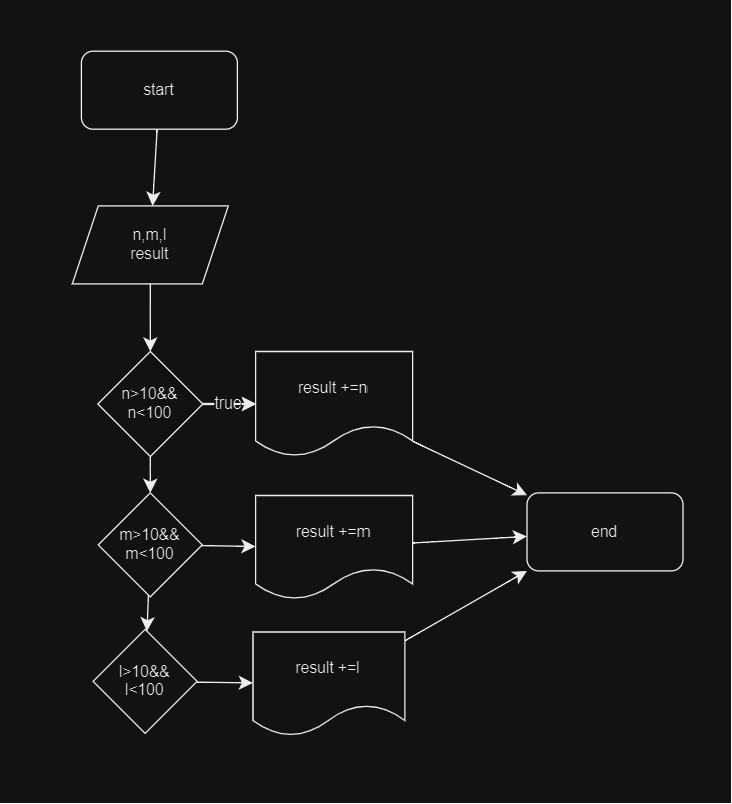 start
n,m,l
result
n>10&&
n<100
true
result +=n
m>10&&
m<100
result +=m
end
l>10&&
l<100
result +=l